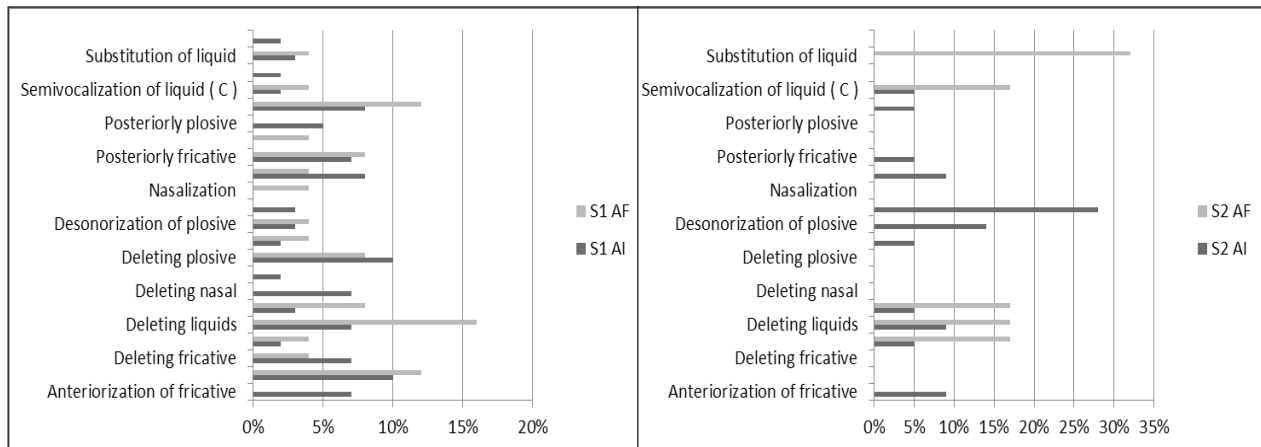 Substitution of liquid
Semivocalization of liquid ( C )
Posteriorly plosive
Posteriorly fricative
Nasalization
Desonorization of plosive
Deleting plosive
Deleting nasal
Deleting liquids
Deleting fricative
Anteriorization of fricative
0% 5% 10% 15% 20%
S1 AF
S1 AI
Substitution of liquid
Semivocalization of liquid ( C )
Posteriorly plosive
Posteriorly fricative
Nasalization
Desonorization of plosive
Deleting plosive
Deleting nasal
Deleting liquids
Deleting fricative
Anteriorization of fricative
0% 5% 10% 15% 20% 25% 30% 35%
S2 AF
S2 AI